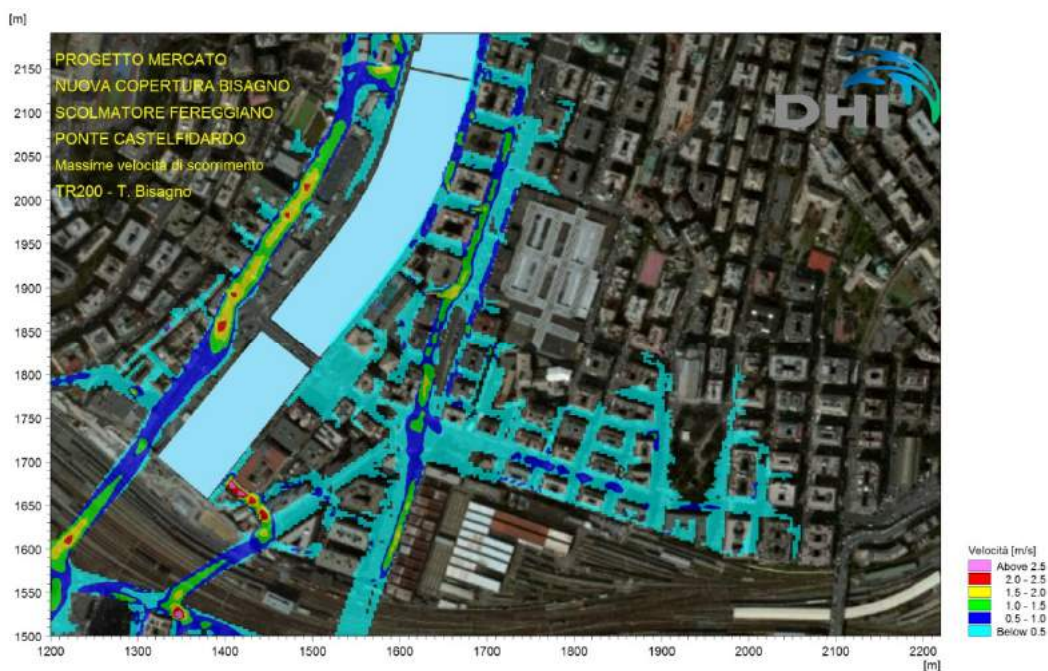 [m]
PROGETTO MERCATO
NUOVA COPERTURA BISAGNO
SCOLMATORE FEREGGIANO
PONTE CASTELFIDARDO
Massime velocità di scorrimento
TR200 - T. Bisagno
DHI
2150
2100
2050
2000
1950
1900
1850
1800
1750
1700
1650
1600
1550
1500
1200 1300 1400 1500 1600 1700 1800 1900 2000 2100 2200
[m]
Velocità [m/s]
Above 2.5
2.0 - 2.5
1.5 - 2.0
1.0 - 1.5
0.5 - 1.0
Below 0.5